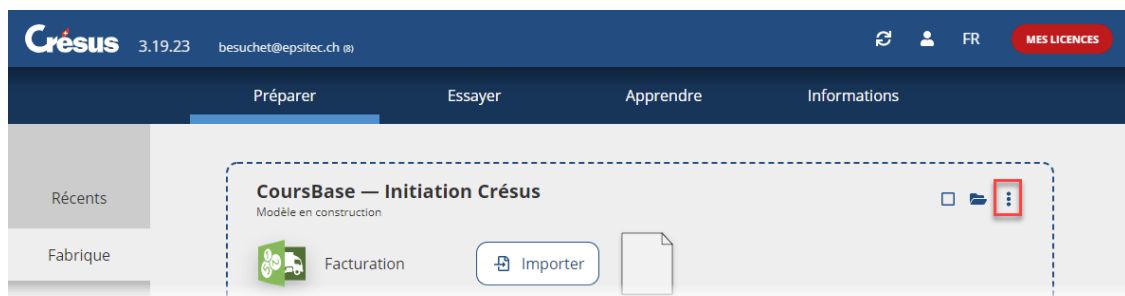 Crésus 3.19.23 besuchet@epsitec.ch (8) FR MES LICENCES
Préparer Essayer Apprendre Informations
CoursBase — Initiation Crésus
Récents
Modèle en construction
Fabrique
Facturation
Importer